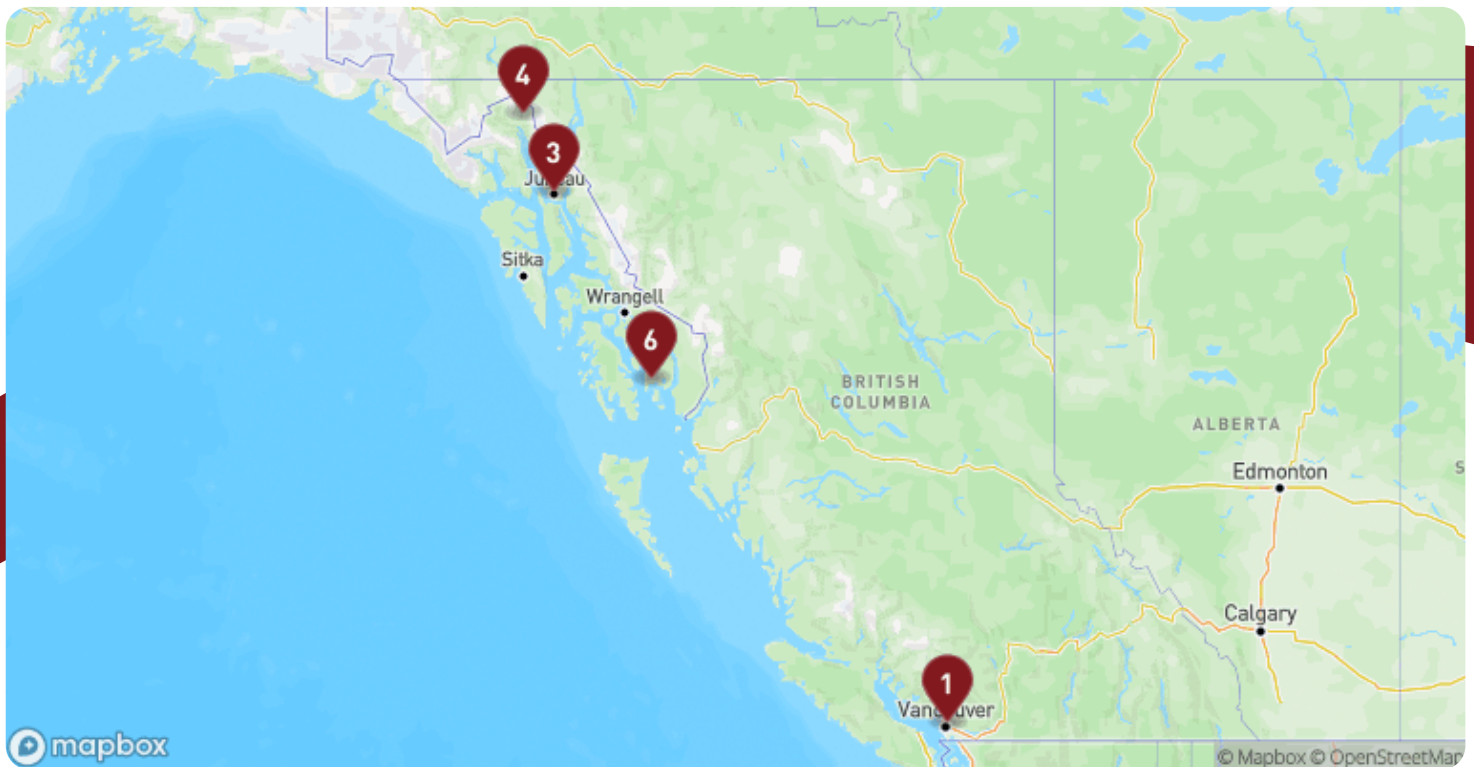 4
3
Juneau
Sitka
Wrangell
6
BRITISH
COLUMBIA
ALBERTA
Edmonton
S
Calgary
1
Vancouver
mapbox
© Mapbox © OpenStreetMap